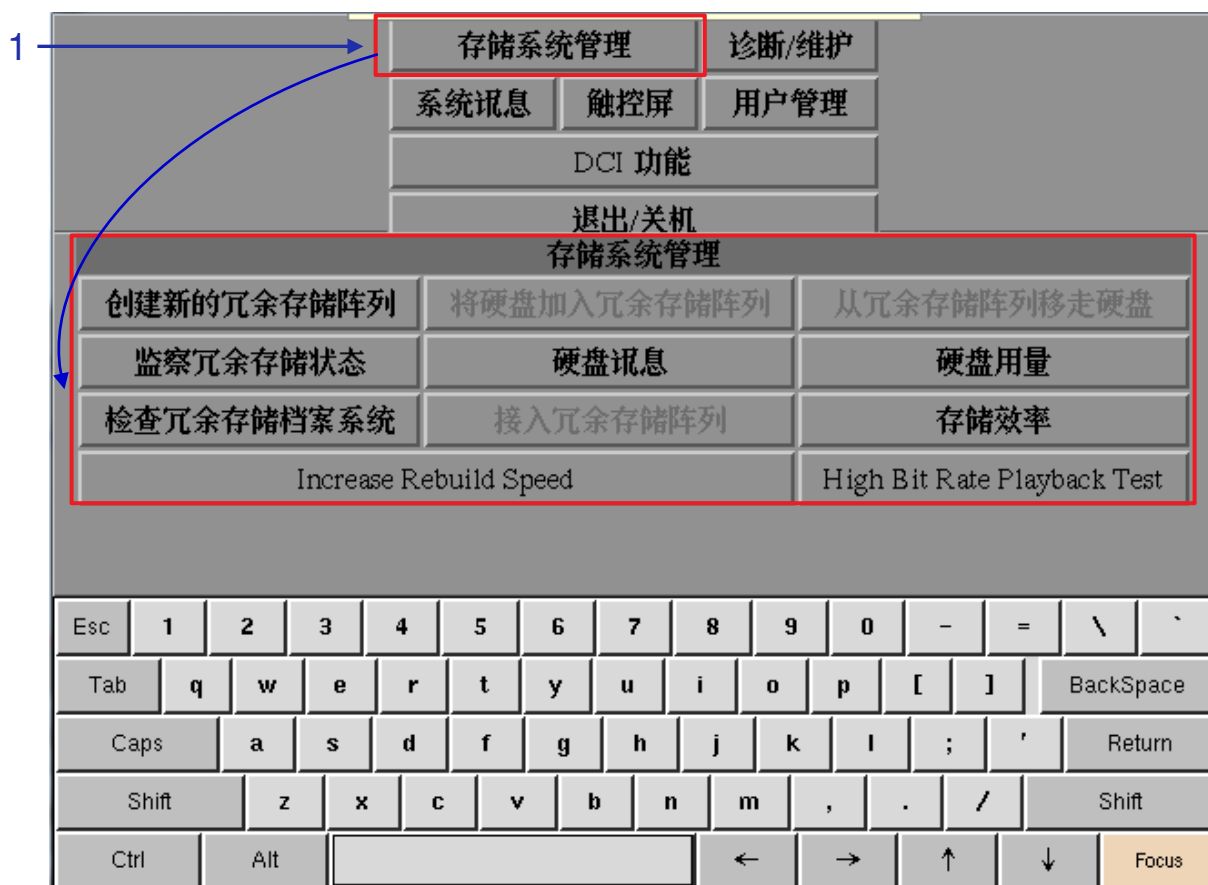 1
存储系统管理 诊断/维护
系统讯息 触控屏 用户管理
DCI 功能
退出/关机
存储系统管理
创建新的冗余存储阵列 将硬盘加入冗余存储阵列 从冗余存储阵列移走硬盘
监察冗余存储状态 硬盘讯息 硬盘用量
检查冗余存储档案系统 接入冗余存储阵列 存储效率
Increase Rebuild Speed High Bit Rate Playback Test
Esc 1 2 3 4 5 6 7 8 9 0 - = \ `
Tab q w e r t y u i o p [ ] BackSpace
Caps a s d f g h j k l ; ' Return
Shift z x c v b n m , . / Shift
Ctrl Alt ← → ↑ ↓ Focus